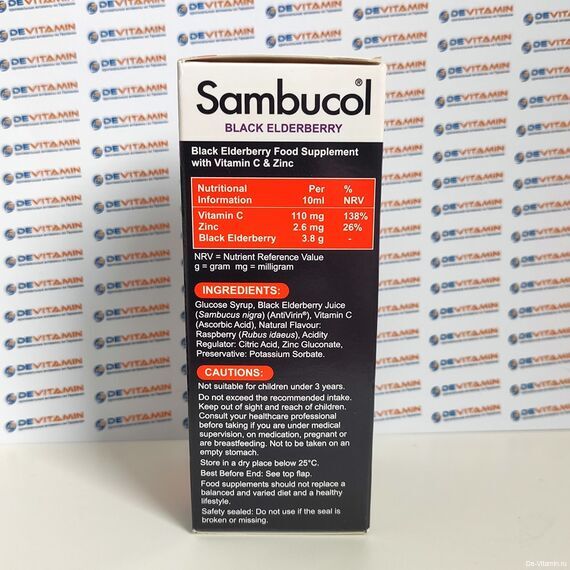 Sambucol®
BLACK ELDERBERRY
Black Elderberry Food Supplement
with Vitamin C & Zinc
Nutritional Per %
Information 10ml NRV
Vitamin C 110 mg 138%
Zinc 2.6 mg 26%
Black Elderberry 3.8 g -
NRV = Nutrient Reference Value
g = gram mg = milligram
INGREDIENTS:
Glucose Syrup, Black Elderberry Juice
(Sambucus nigra) (AntiVirin®), Vitamin C
(Ascorbic Acid), Natural Flavour:
Raspberry (Rubus idaeus), Acidity
Regulator: Citric Acid, Zinc Gluconate,
Preservative: Potassium Sorbate.
CAUTIONS:
Not suitable for children under 3 years.
Do not exceed the recommended intake.
Keep out of sight and reach of children.
Consult your healthcare professional
before taking if you are under medical
supervision, on medication, pregnant or
are breastfeeding. Not to be taken on an
empty stomach.
Store in a dry place below 25°C.
Best Before End: See top flap.
Food supplements should not replace a
balanced and varied diet and a healthy
lifestyle.
Safety sealed: Do not use if the seal is
broken or missing.
DEVITAMIN
De-Vitamin.ru